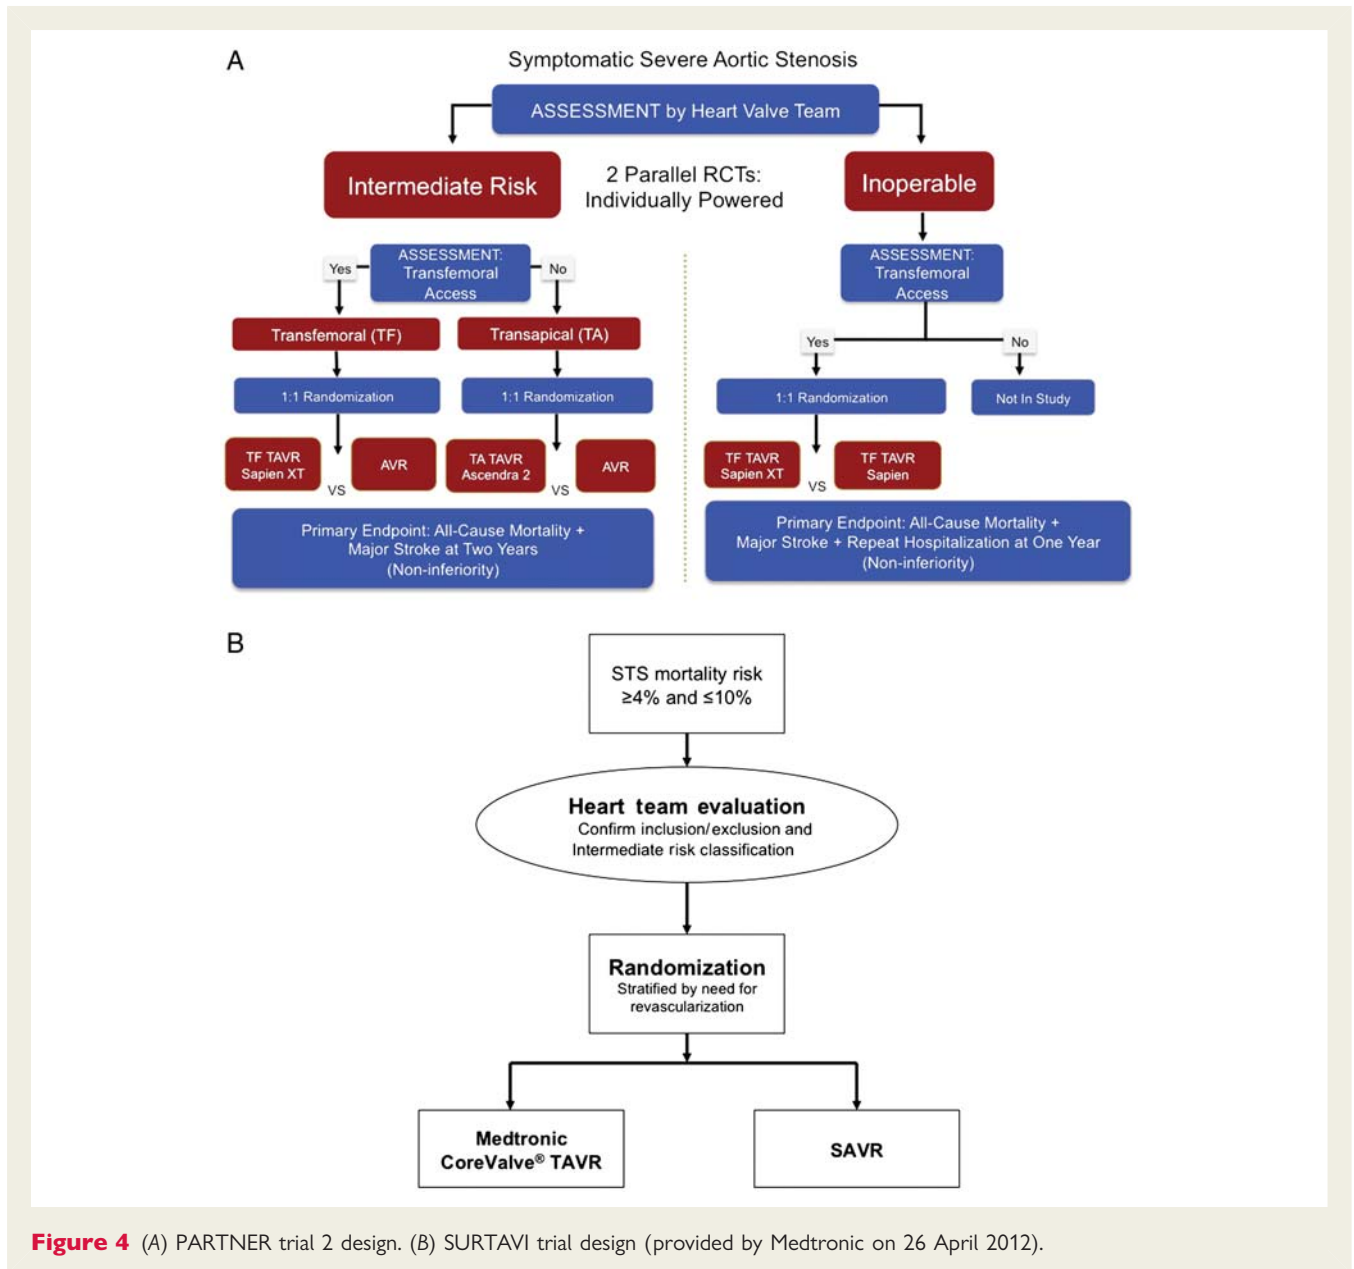 A
Symptomatic Severe Aortic Stenosis
ASSESSMENT by Heart Valve Team
Intermediate Risk
2 Parallel RCTs:
Individually Powered
Inoperable
ASSESSMENT:
Transfemoral
Access
Yes
No
Transfemoral (TF)
Transapical (TA)
1:1 Randomization
1:1 Randomization
TF TAVR
Sapien XT
VS
AVR
TA TAVR
Ascendra 2
VS
AVR
Primary Endpoint: All-Cause Mortality +
Major Stroke at Two Years
(Non-inferiority)
ASSESSMENT:
Transfemoral
Access
Yes
No
1:1 Randomization
Not In Study
TF TAVR
Sapien XT
VS
TF TAVR
Sapien
Primary Endpoint: All-Cause Mortality +
Major Stroke + Repeat Hospitalization at One Year
(Non-inferiority)
B
STS mortality risk
≥4% and ≤10%
Heart team evaluation
Confirm inclusion/exclusion and
Intermediate risk classification
Randomization
Stratified by need for
revascularization
Medtronic
CoreValve® TAVR
SAVR
Figure 4 (A) PARTNER trial 2 design. (B) SURTAVI trial design (provided by Medtronic on 26 April 2012).